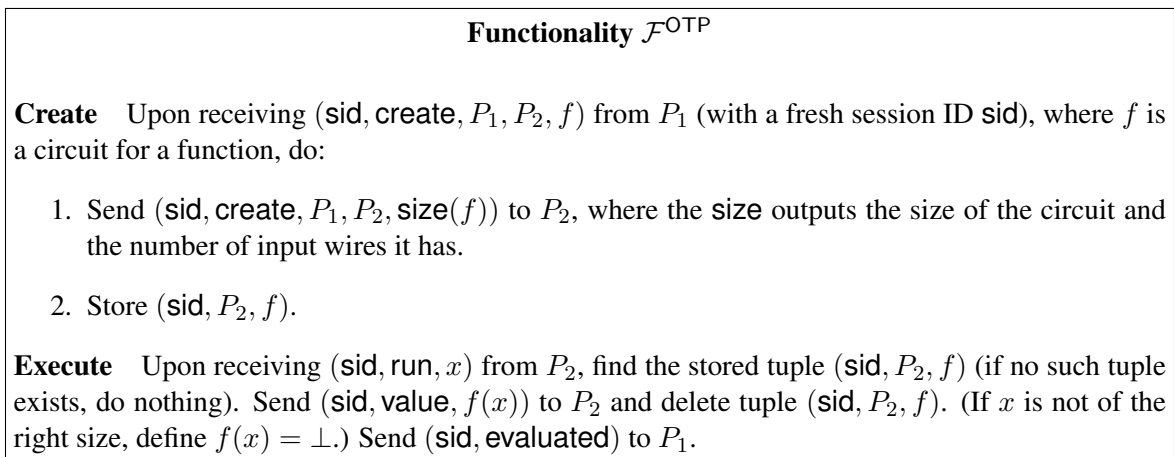 Functionality F^OTP
Create Upon receiving (sid, create, P_1, P_2, f) from P_1 (with a fresh session ID sid), where f is
a circuit for a function, do:
1. Send (sid, create, P_1, P_2, size(f)) to P_2, where the size outputs the size of the circuit and
the number of input wires it has.
2. Store (sid, P_2, f).
Execute Upon receiving (sid, run, x) from P_2, find the stored tuple (sid, P_2, f) (if no such tuple
exists, do nothing). Send (sid, value, f(x)) to P_2 and delete tuple (sid, P_2, f). (If x is not of the
right size, define f(x) = ⊥.) Send (sid, evaluated) to P_1.